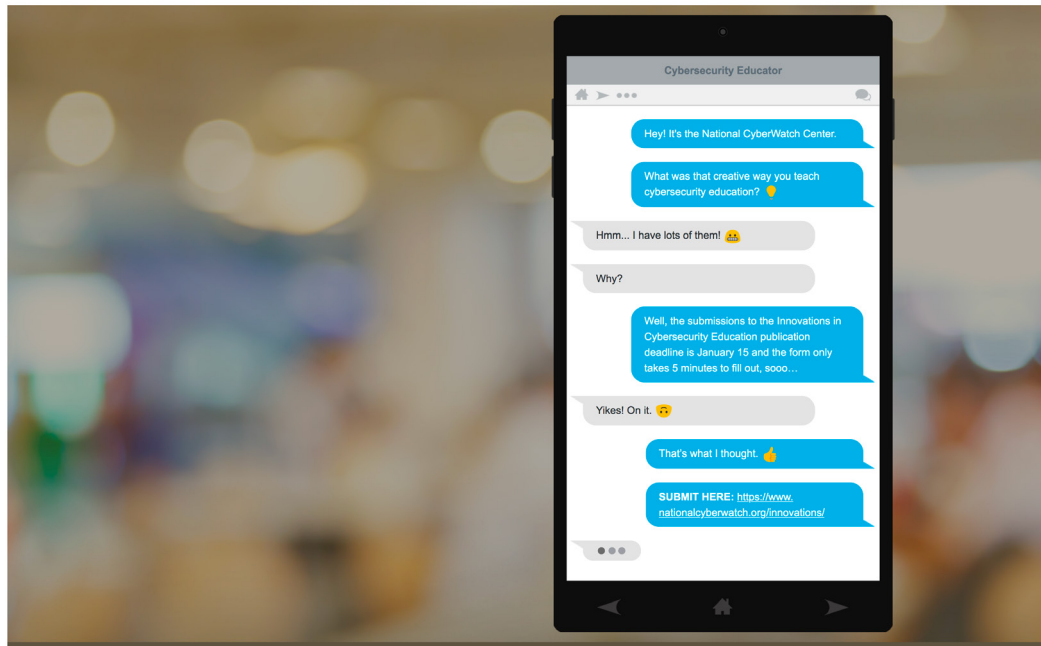 Cybersecurity Educator
Hey! It's the National CyberWatch Center.
What was that creative way you teach
cybersecurity education? 💡
Hmm... I have lots of them! 😬
Why?
Well, the submissions to the Innovations in
Cybersecurity Education publication
deadline is January 15 and the form only
takes 5 minutes to fill out, sooo…
Yikes! On it. 🙃
That's what I thought. 👍
SUBMIT HERE: https://www.
nationalcyberwatch.org/innovations/